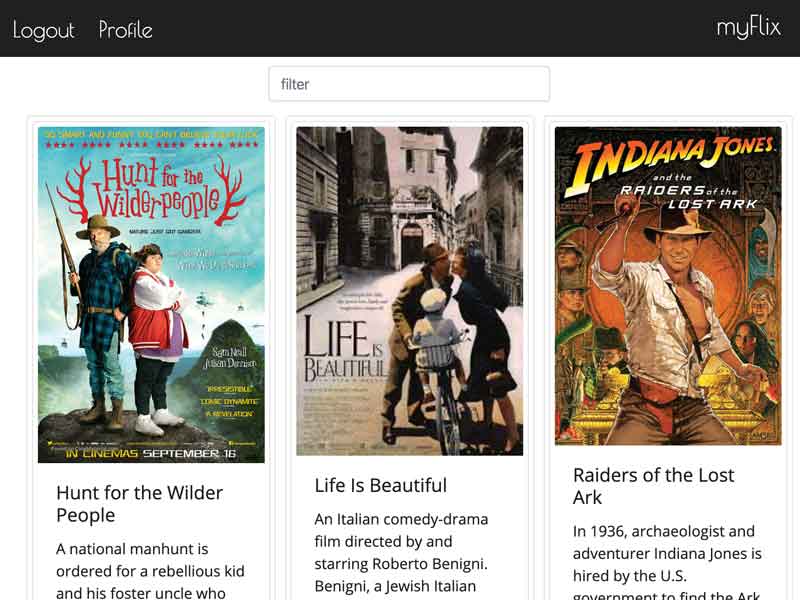 Logout Profile
myFlix
filter
SO SMART AND FUNNY YOU CAN'T BELIEVE YOUR LUCK
Hunt for the
Wilderpeople
NATURE JUST GOT GANGSTER
Sam Neill
Julian Dennison
'IRRESISTIBLE'
'COMIC DYNAMITE'
'A REVELATION'
IN CINEMAS SEPTEMBER 16
Hunt for the Wilder
People
A national manhunt is
ordered for a rebellious kid
and his foster uncle who
LIFE IS
BEAUTIFUL
Life Is Beautiful
An Italian comedy-drama
film directed by and
starring Roberto Benigni.
Benigni, a Jewish Italian
INDIANA JONES
and the
RAIDERS of the
LOST ARK
Raiders of the Lost
Ark
In 1936, archaeologist and
adventurer Indiana Jones is
hired by the U.S.
government to find the Ark